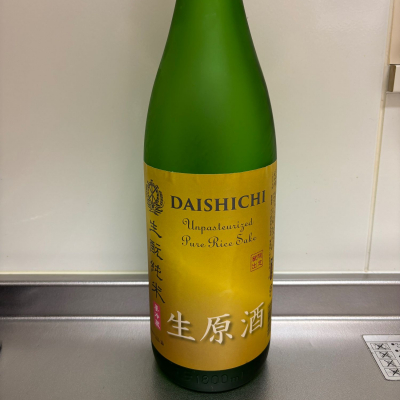 DAISHICHI
Unpasteurized
Pure Rice Sake
生酛純米
生原酒